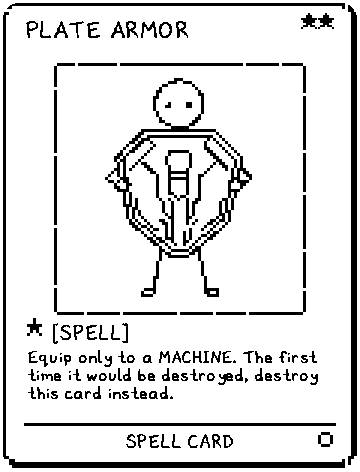 PLATE ARMOR
[SPELL]
Equip only to a MACHINE. The first
time it would be destroyed, destroy
this card instead.
SPELL CARD